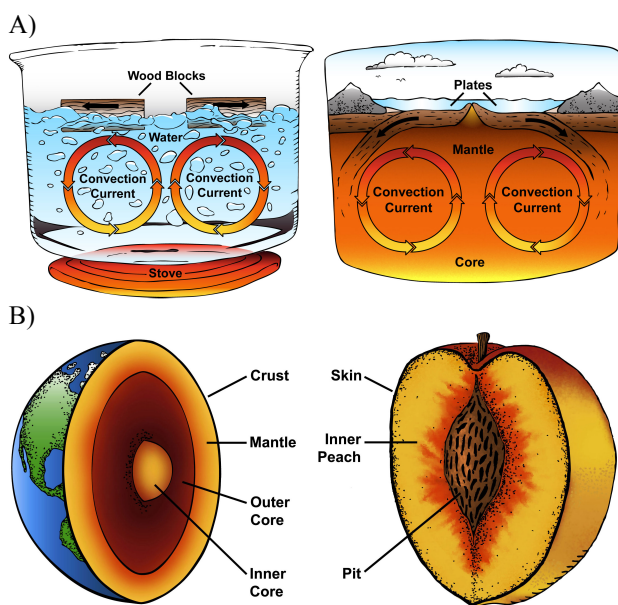 A)
Wood Blocks
Water
Convection
Current
Convection
Current
Stove
Plates
Mantle
Convection
Current
Convection
Current
Core
B)
Crust
Mantle
Outer
Core
Inner
Core
Skin
Inner
Peach
Pit